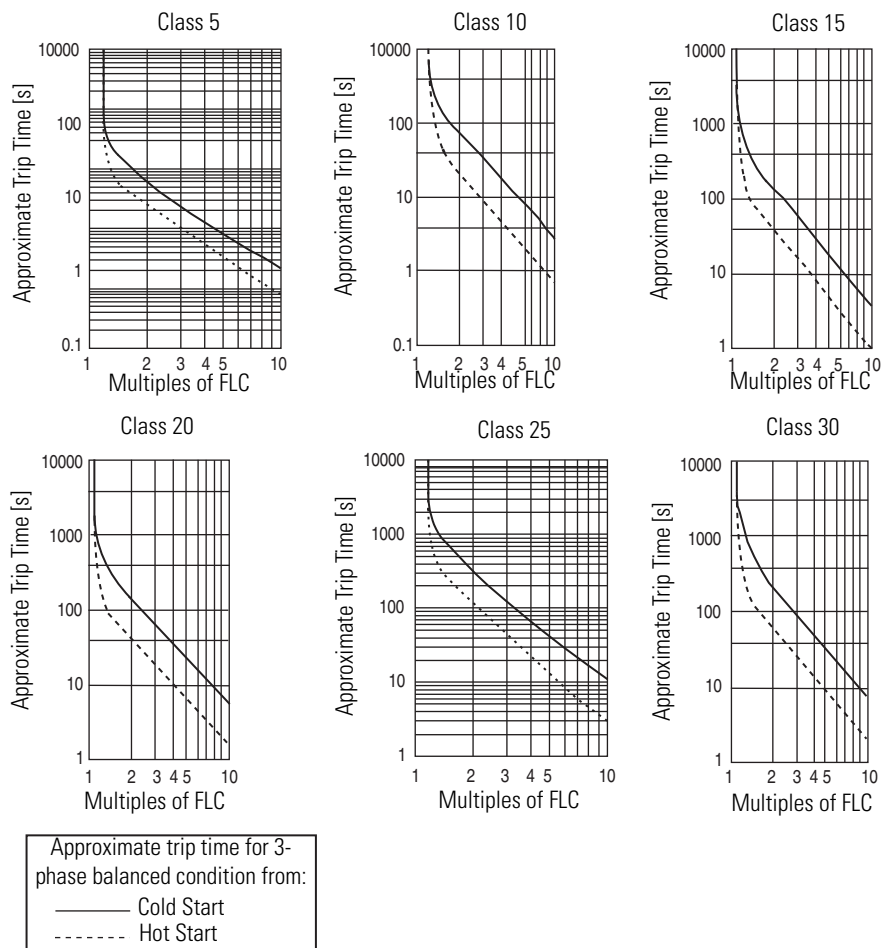 Class 5
Approximate Trip Time [s]
10000
100
10
1
0.1
1 2 3 4 5 10
Multiples of FLC
Class 10
Approximate Trip Time [s]
10000
100
10
1
0.1
1 2 3 4 5 10
Multiples of FLC
Class 15
Approximate Trip Time [s]
10000
1000
100
10
1
1 2 3 4 5 10
Multiples of FLC
Class 20
Approximate Trip Time [s]
10000
1000
100
10
1
1 2 3 4 5 10
Multiples of FLC
Class 25
Approximate Trip Time [s]
10000
1000
100
10
1
1 2 3 4 5 10
Multiples of FLC
Class 30
Approximate Trip Time [s]
10000
1000
100
10
1
1 2 3 4 5 10
Multiples of FLC
Approximate trip time for 3-
phase balanced condition from:
Cold Start
Hot Start